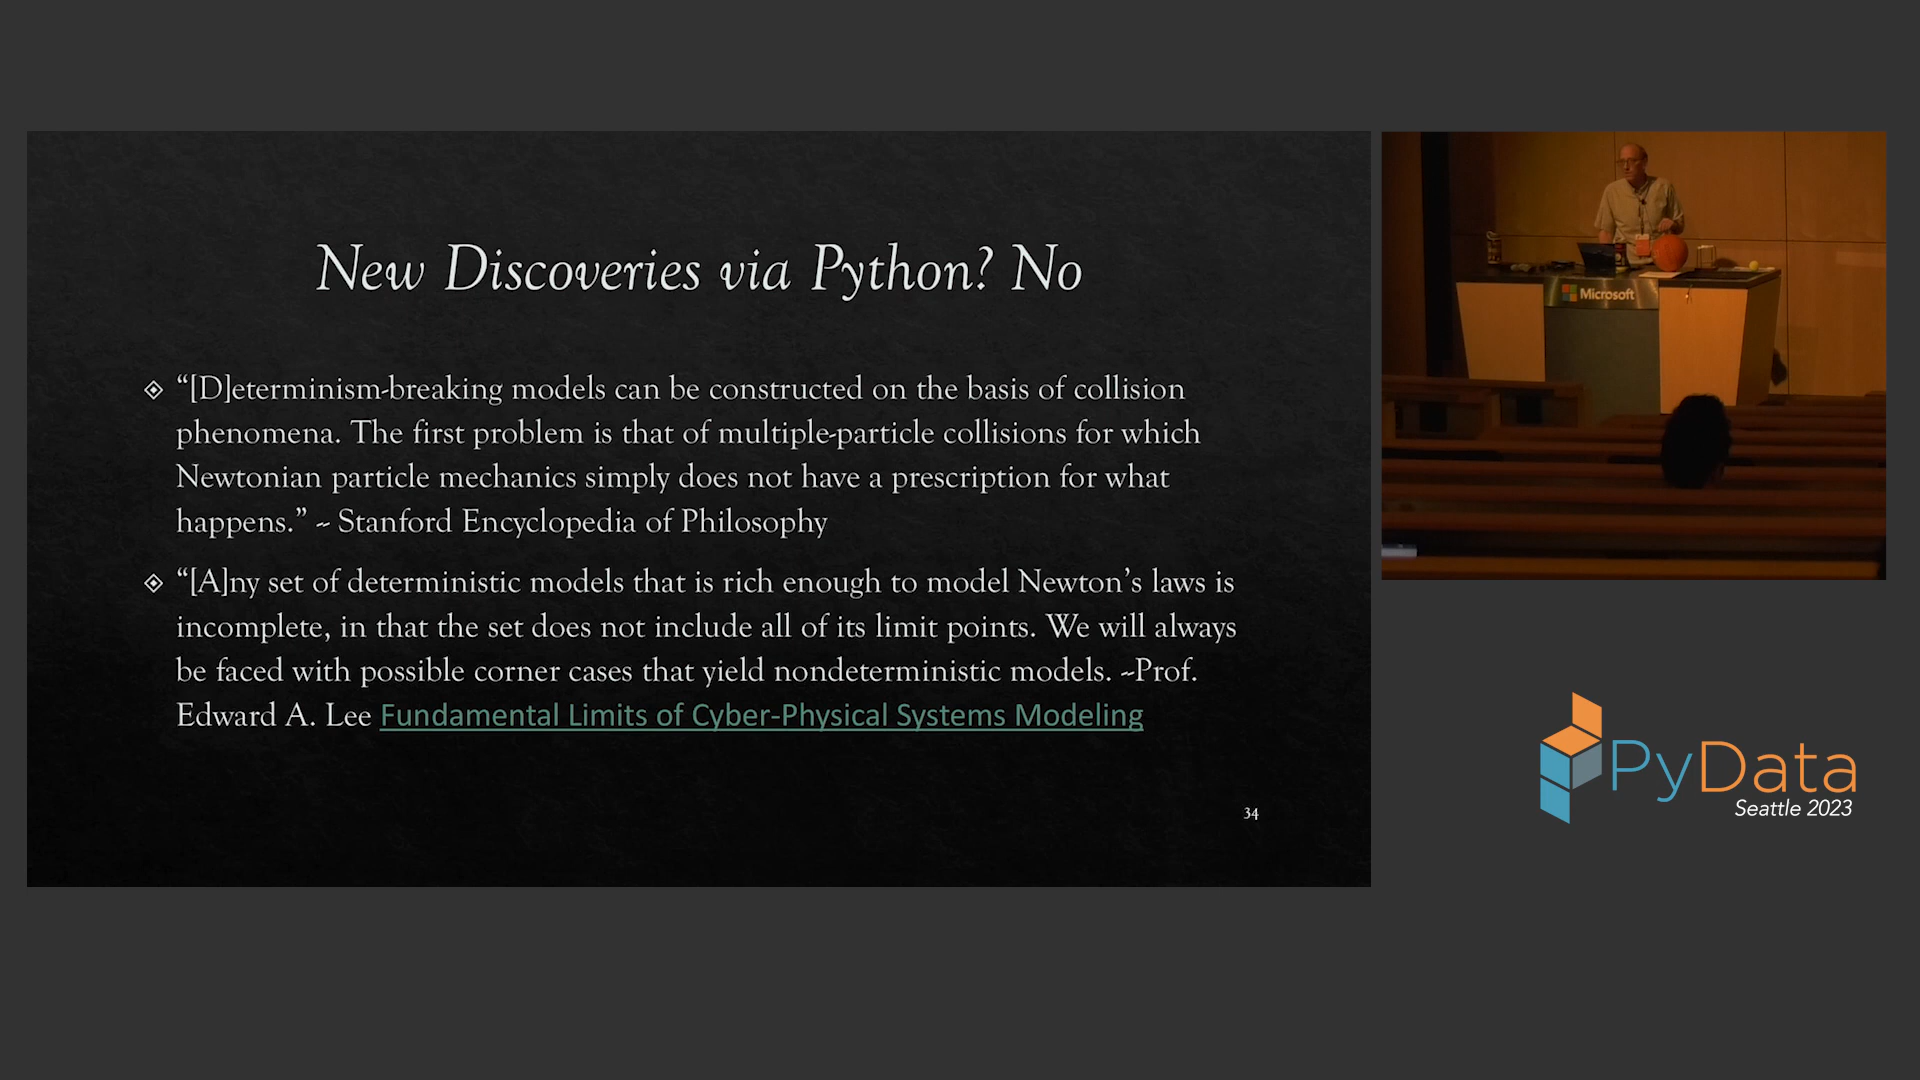 New Discoveries via Python? No
“[D]eterminism-breaking models can be constructed on the basis of collision
phenomena. The first problem is that of multiple-particle collisions for which
Newtonian particle mechanics simply does not have a prescription for what
happens.” -- Stanford Encyclopedia of Philosophy
“[A]ny set of deterministic models that is rich enough to model Newton’s laws is
incomplete, in that the set does not include all of its limit points. We will always
be faced with possible corner cases that yield nondeterministic models. --Prof.
Edward A. Lee Fundamental Limits of Cyber-Physical Systems Modeling
34
Microsoft
PyData
Seattle 2023